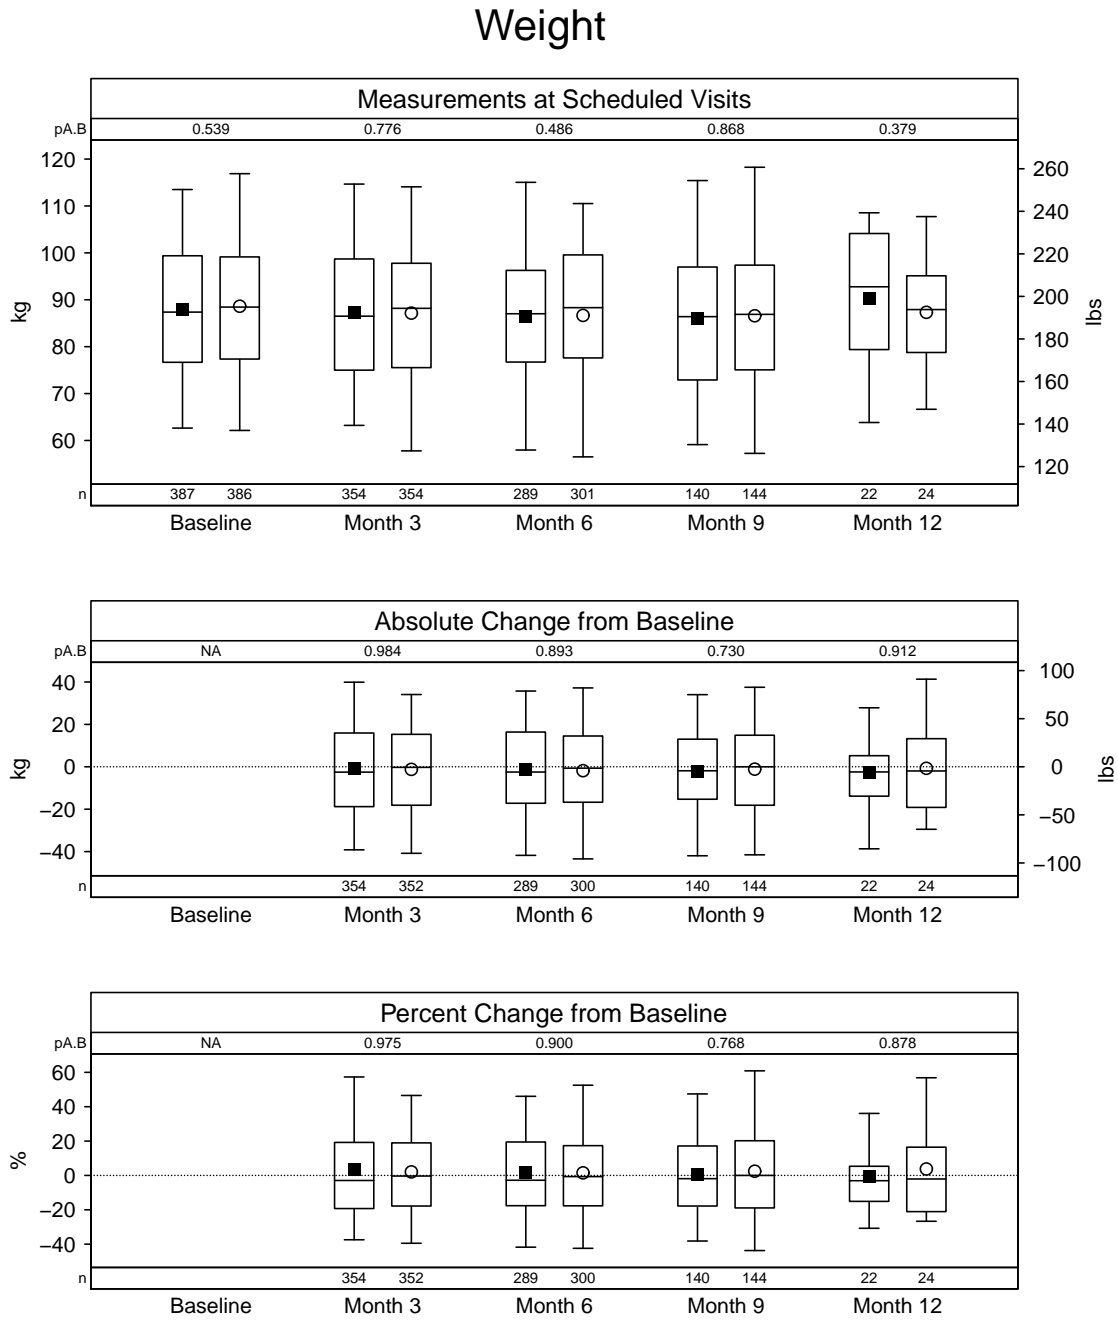 Weight
Measurements at Scheduled Visits
pA.B 0.539 0.776 0.486 0.868 0.379
120
110
100
90
80
70
60
kg
260
240
220
200
180
160
140
120
lbs
n 387 386 354 354 289 301 140 144 22 24
Baseline Month 3 Month 6 Month 9 Month 12
Absolute Change from Baseline
pA.B NA 0.984 0.893 0.730 0.912
40
20
0
−20
−40
kg
100
50
0
−50
−100
lbs
n 354 352 289 300 140 144 22 24
Baseline Month 3 Month 6 Month 9 Month 12
Percent Change from Baseline
pA.B NA 0.975 0.900 0.768 0.878
60
40
20
0
−20
−40
%
n 354 352 289 300 140 144 22 24
Baseline Month 3 Month 6 Month 9 Month 12